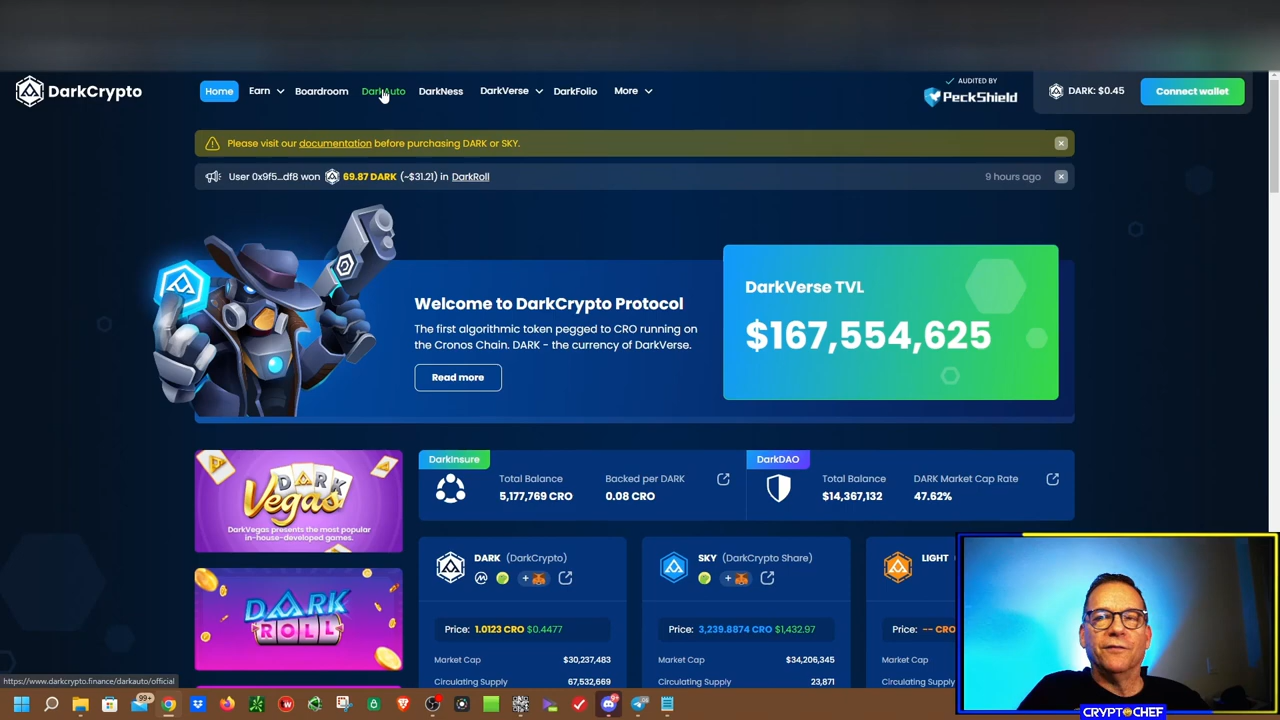 DarkCrypto
Home
Earn
Boardroom
DarkAuto
DarkNess
DarkVerse
DarkFolio
More
AUDITED BY
PeckShield
DARK: $0.45
Connect wallet
Please visit our documentation before purchasing DARK or SKY.
User 0x9f5...df8 won 69.87 DARK (~$31.21) in DarkRoll
9 hours ago
Welcome to DarkCrypto Protocol
The first algorithmic token pegged to CRO running on
the Cronos Chain. DARK - the currency of DarkVerse.
Read more
DarkVerse TVL
$167,554,625
DARK
Vegas
DarkVegas presents the most popular
in-house-developed games.
DARK
ROLL
DarkInsure
Total Balance
5,177,769 CRO
Backed per DARK
0.08 CRO
DarkDAO
Total Balance
$14,367,132
DARK Market Cap Rate
47.62%
DARK (DarkCrypto)
Price: 1.0123 CRO $0.4477
Market Cap $30,237,483
Circulating Supply 67,532,669
SKY (DarkCrypto Share)
Price: 3,239.8874 CRO $1,432.97
Market Cap $34,206,345
Circulating Supply 23,871
LIGHT
Price: -- CRO
Market Cap
Circulating Supply
https://www.darkcrypto.finance/darkauto/official
99+
CRYPTO CHEF